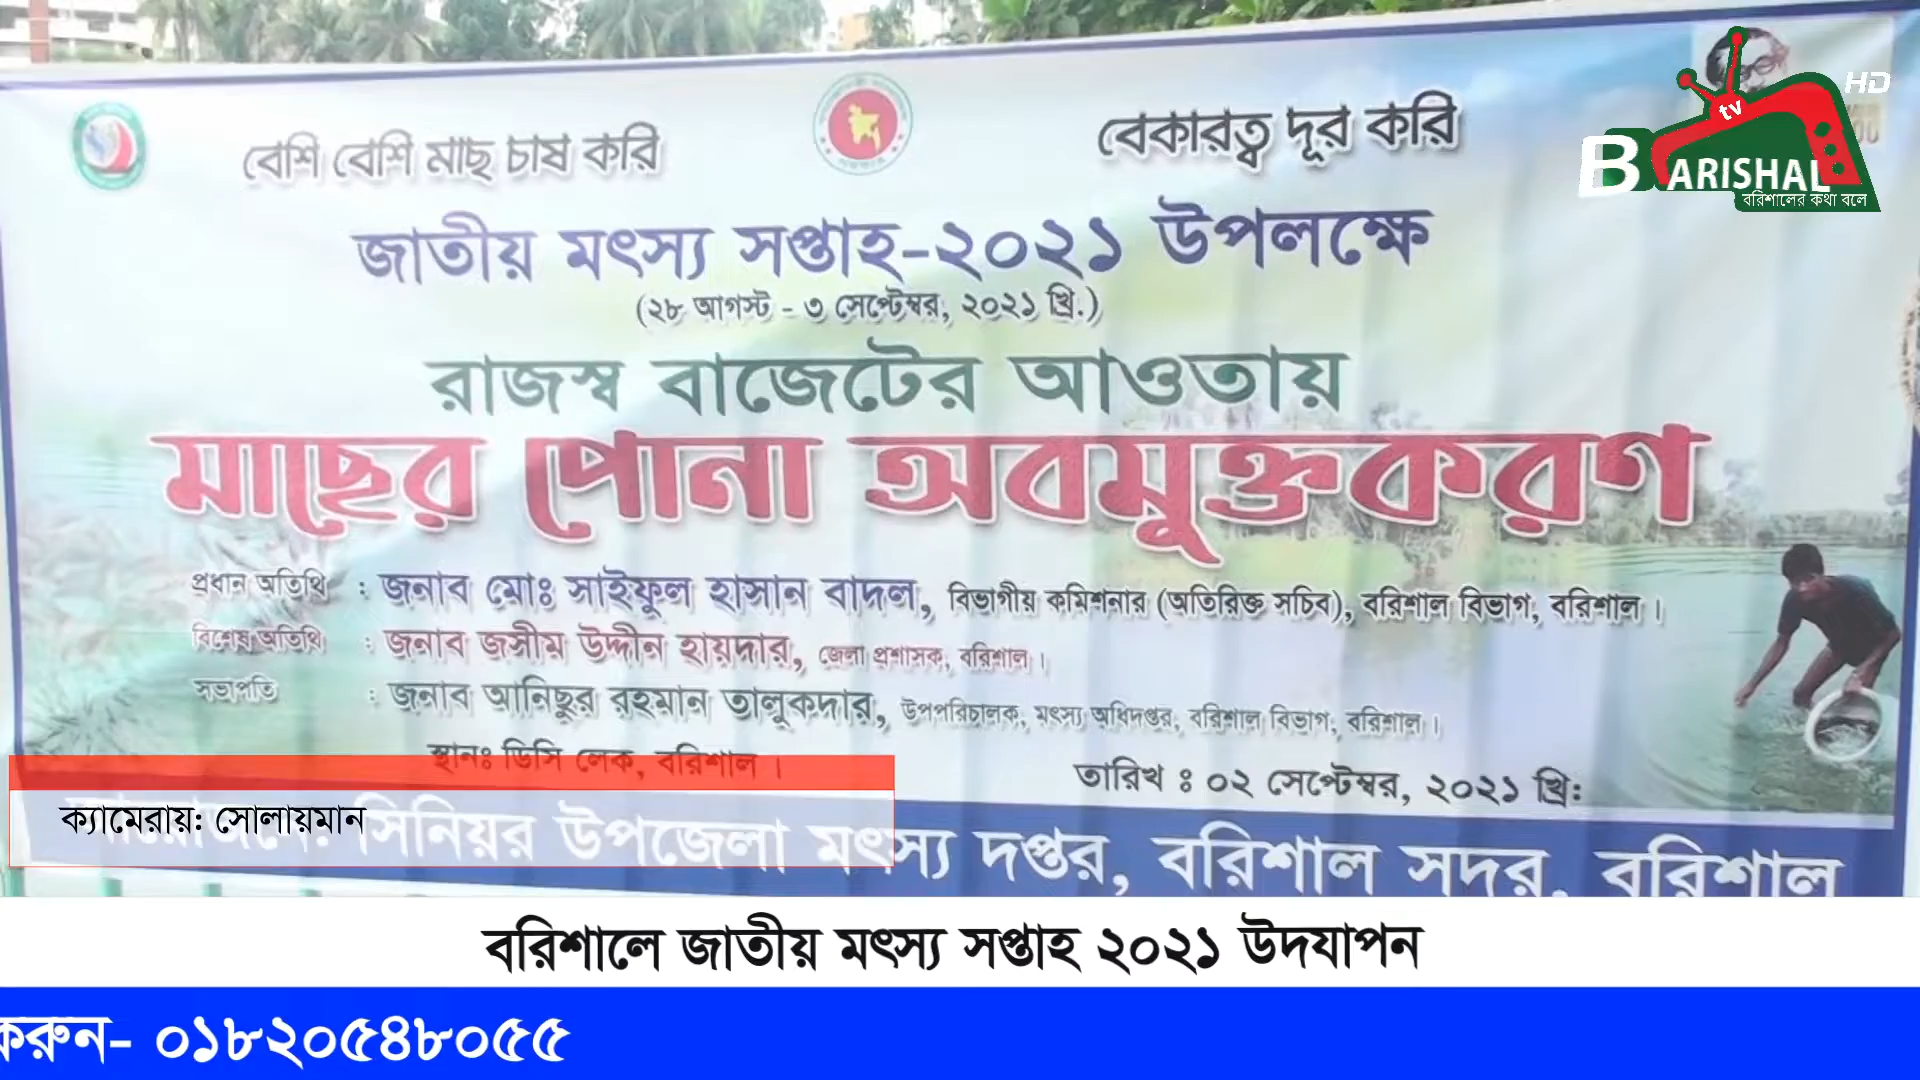 বেশি বেশি মাছ চাষ করি
বেকারত্ব দূর করি
HD
tv
BARISHAL
বরিশালের কথা বলে
জাতীয় মৎস্য সপ্তাহ-২০২১ উপলক্ষে
(২৮ আগস্ট - ৩ সেপ্টেম্বর, ২০২১ খ্রি.)
রাজস্ব বাজেটের আওতায়
মাছের পোনা অবমুক্তকরণ
প্রধান অতিথি : জনাব মোঃ সাইফুল হাসান বাদল, বিভাগীয় কমিশনার (অতিরিক্ত সচিব), বরিশাল বিভাগ, বরিশাল।
বিশেষ অতিথি : জনাব জসীম উদ্দীন হায়দার, জেলা প্রশাসক, বরিশাল।
সভাপতি : জনাব আনিছুর রহমান তালুকদার, উপপরিচালক, মৎস্য অধিদপ্তর, বরিশাল বিভাগ, বরিশাল।
স্থানঃ ডিসি লেক, বরিশাল।
তারিখ : ০২ সেপ্টেম্বর, ২০২১ খ্রি:
সিনিয়র উপজেলা মৎস্য দপ্তর, বরিশাল সদর, বরিশাল
ক্যামেরায়: সোলায়মান
বরিশালে জাতীয় মৎস্য সপ্তাহ ২০২১ উদযাপন
করুন- ০১৮২০৫৪৮০৫৫